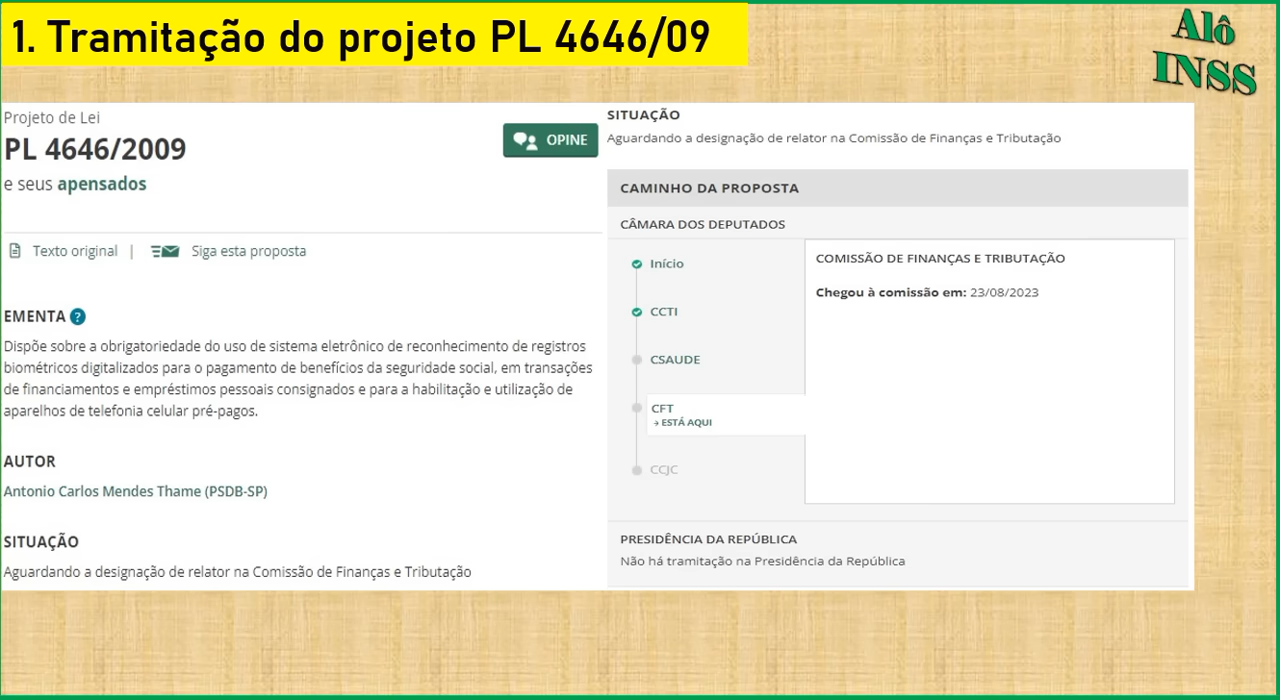 1. Tramitação do projeto PL 4646/09
Alô
INSS
Projeto de Lei
PL 4646/2009
e seus apensados
OPINE
Texto original | Siga esta proposta
EMENTA ?
Dispõe sobre a obrigatoriedade do uso de sistema eletrônico de reconhecimento de registros
biométricos digitalizados para o pagamento de benefícios da seguridade social, em transações
de financiamentos e empréstimos pessoais consignados e para a habilitação e utilização de
aparelhos de telefonia celular pré-pagos.
AUTOR
Antonio Carlos Mendes Thame (PSDB-SP)
SITUAÇÃO
Aguardando a designação de relator na Comissão de Finanças e Tributação
SITUAÇÃO
Aguardando a designação de relator na Comissão de Finanças e Tributação
CAMINHO DA PROPOSTA
CÂMARA DOS DEPUTADOS
Início
CCTI
CSAUDE
CFT
→ ESTÁ AQUI
CCJC
COMISSÃO DE FINANÇAS E TRIBUTAÇÃO
Chegou à comissão em: 23/08/2023
PRESIDÊNCIA DA REPÚBLICA
Não há tramitação na Presidência da República